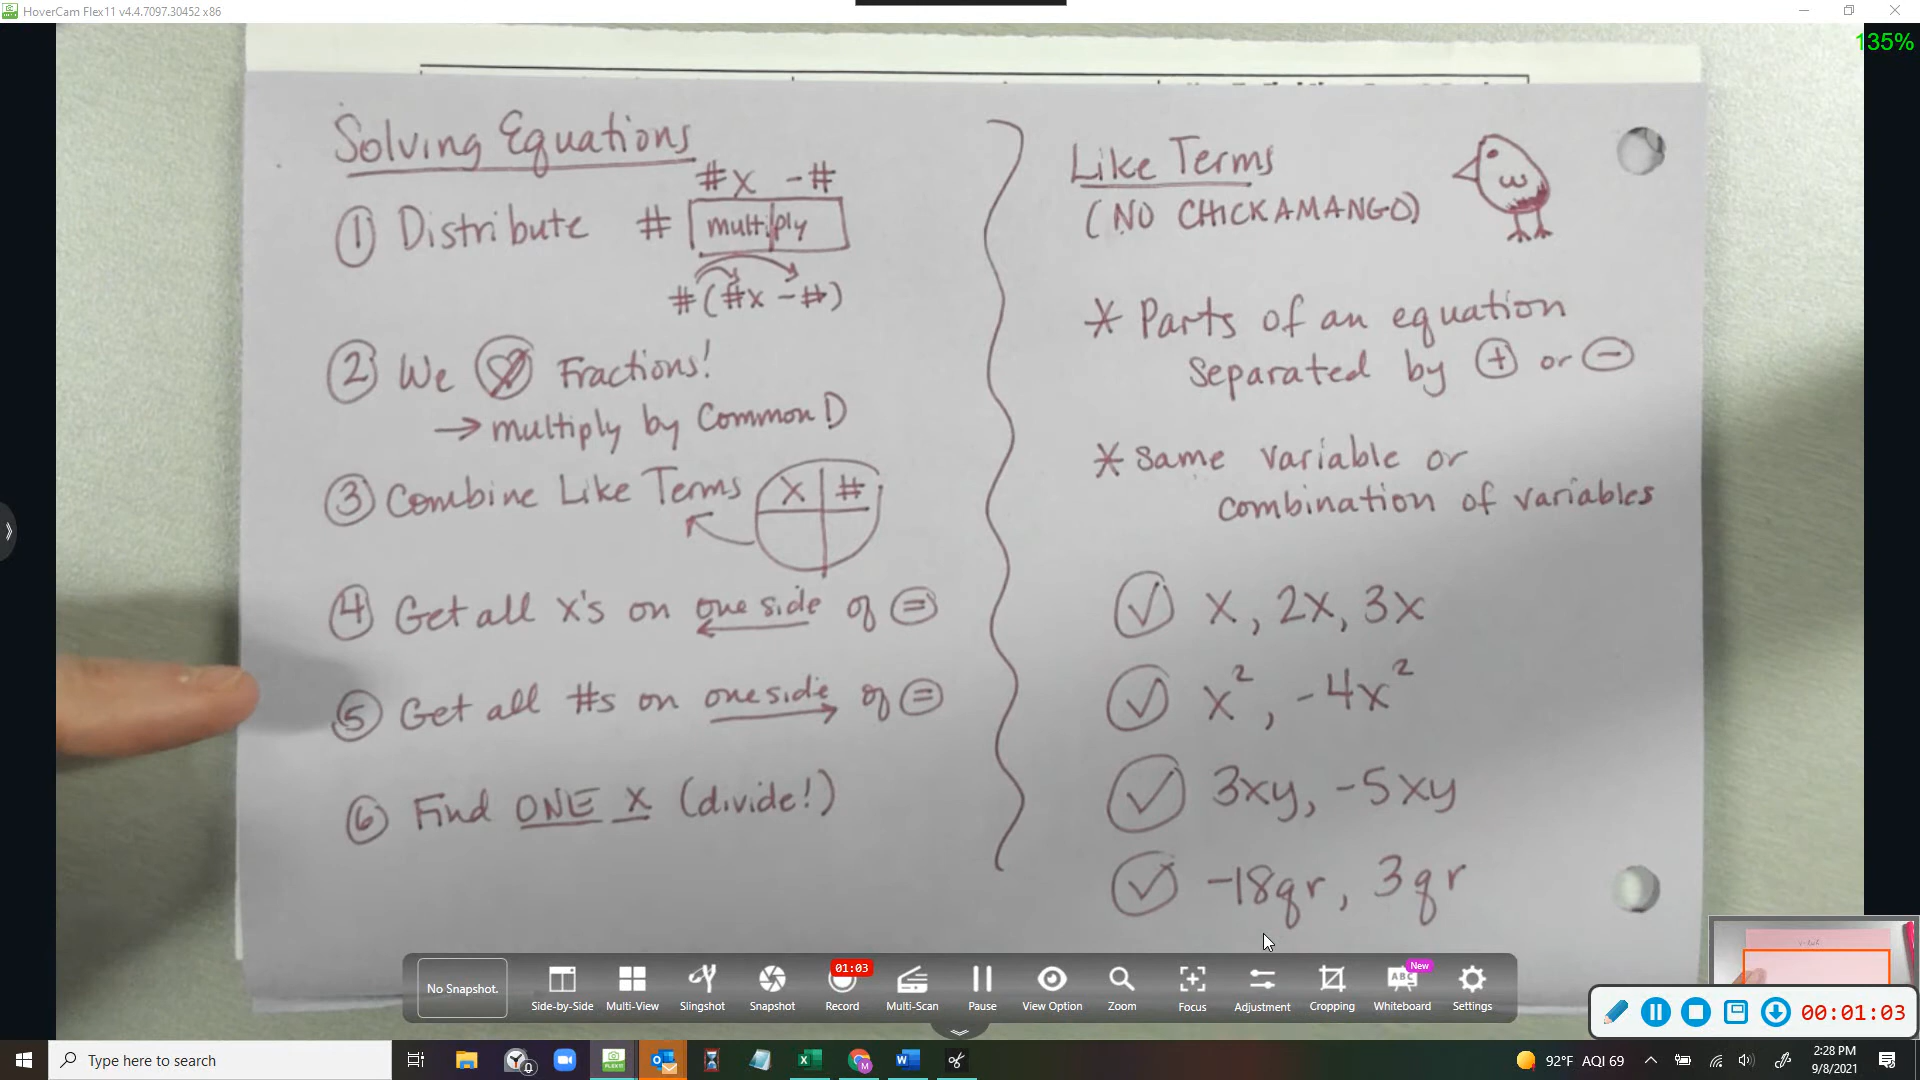 HoverCam Flex11 v4.4.7097.30452 x86
135%
Solving Equations
#x -#
① Distribute # multiply
#(#x -#)
② We Fractions!
→ multiply by Common D
③ Combine Like Terms x #
④ Get all x's on one side of =
⑤ Get all #s on one side of =
⑥ Find ONE x (divide!)
Like Terms
(NO CHICKAMANGO)
* Parts of an equation
separated by + or -
* same variable or
combination of variables
✓ x, 2x, 3x
✓ x², -4x²
✓ 3xy, -5xy
✓ -18qr, 3qr
No Snapshot.
Side-by-Side
Multi-View
Slingshot
Snapshot
01:03
Record
Multi-Scan
Pause
View Option
Zoom
Focus
Adjustment
Cropping
New
ABC
Whiteboard
Settings
00:01:03
Type here to search
92°F AQI 69
2:28 PM
9/8/2021